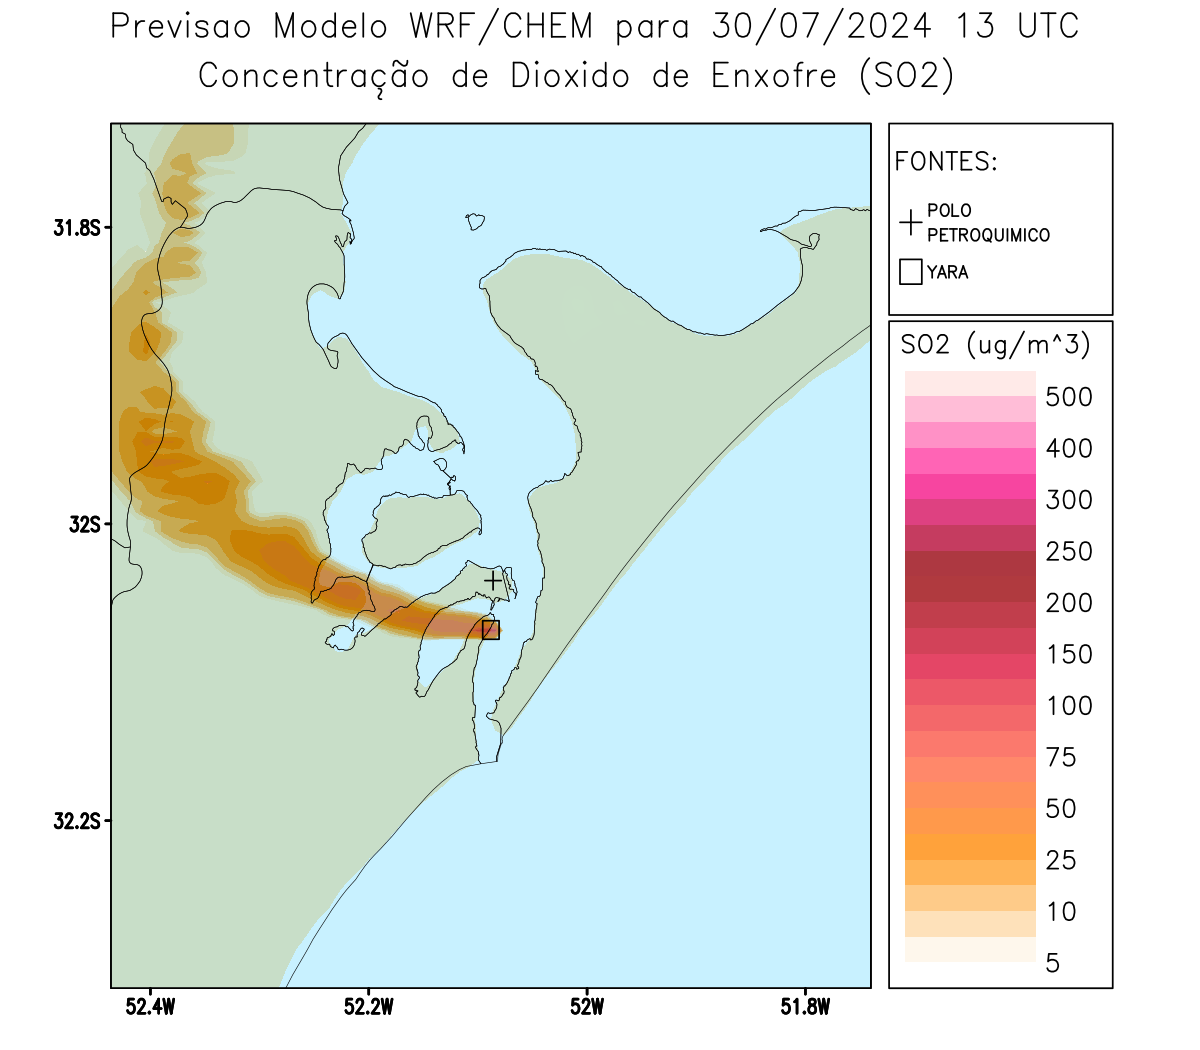 Previsao Modelo WRF/CHEM para 30/07/2024 13 UTC
Concentração de Dioxido de Enxofre (SO2)
FONTES:
POLO
PETROQUIMICO
YARA
SO2 (ug/m^3)
500
400
300
250
200
150
100
75
50
25
10
5
31.8S
32S
32.2S
52.4W
52.2W
52W
51.8W